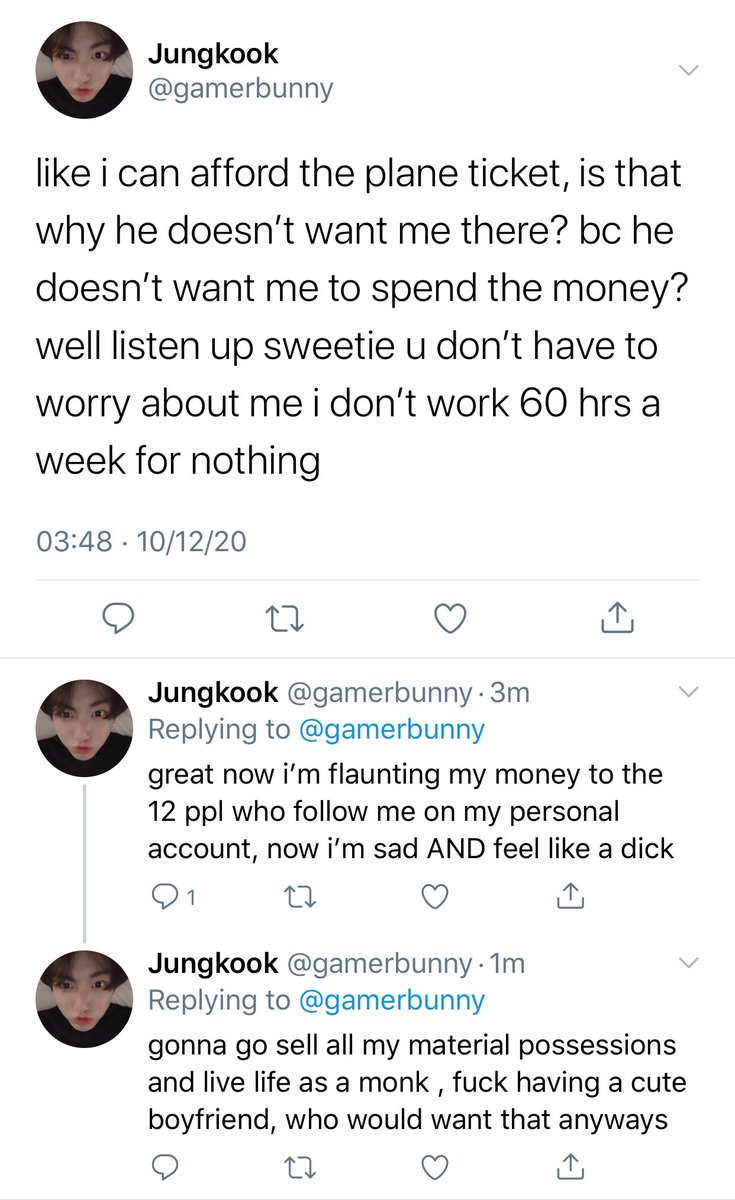 Jungkook
@gamerbunny
like i can afford the plane ticket, is that
why he doesn’t want me there? bc he
doesn’t want me to spend the money?
well listen up sweetie u don’t have to
worry about me i don’t work 60 hrs a
week for nothing
03:48 · 10/12/20
Jungkook @gamerbunny · 3m
Replying to @gamerbunny
great now i’m flaunting my money to the
12 ppl who follow me on my personal
account, now i’m sad AND feel like a dick
1
Jungkook @gamerbunny · 1m
Replying to @gamerbunny
gonna go sell all my material possessions
and live life as a monk , fuck having a cute
boyfriend, who would want that anyways